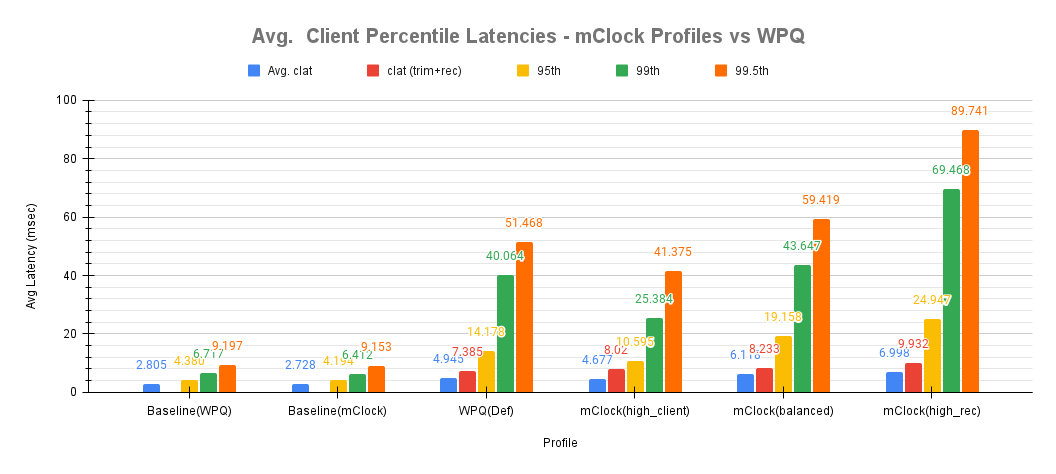 Avg.  Client Percentile Latencies - mClock Profiles vs WPQ
Avg. clat
clat (trim+rec)
95th
99th
99.5th
Avg Latency (msec)
100
80
60
40
20
0
2.805
4.380
6.717
9.197
2.728
4.194
6.412
9.153
4.945
7.385
14.178
40.064
51.468
4.677
8.02
10.595
25.384
41.375
6.116
8.233
19.158
43.647
59.419
6.998
9.932
24.947
69.468
89.741
Baseline(WPQ)
Baseline(mClock)
WPQ(Def)
mClock(high_client)
mClock(balanced)
mClock(high_rec)
Profile